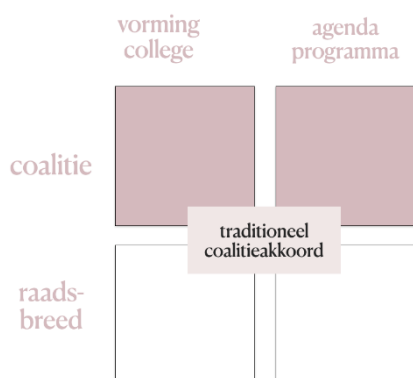 vorming
college
agenda
programma
coalitie
traditioneel
coalitieakkoord
raads-
breed